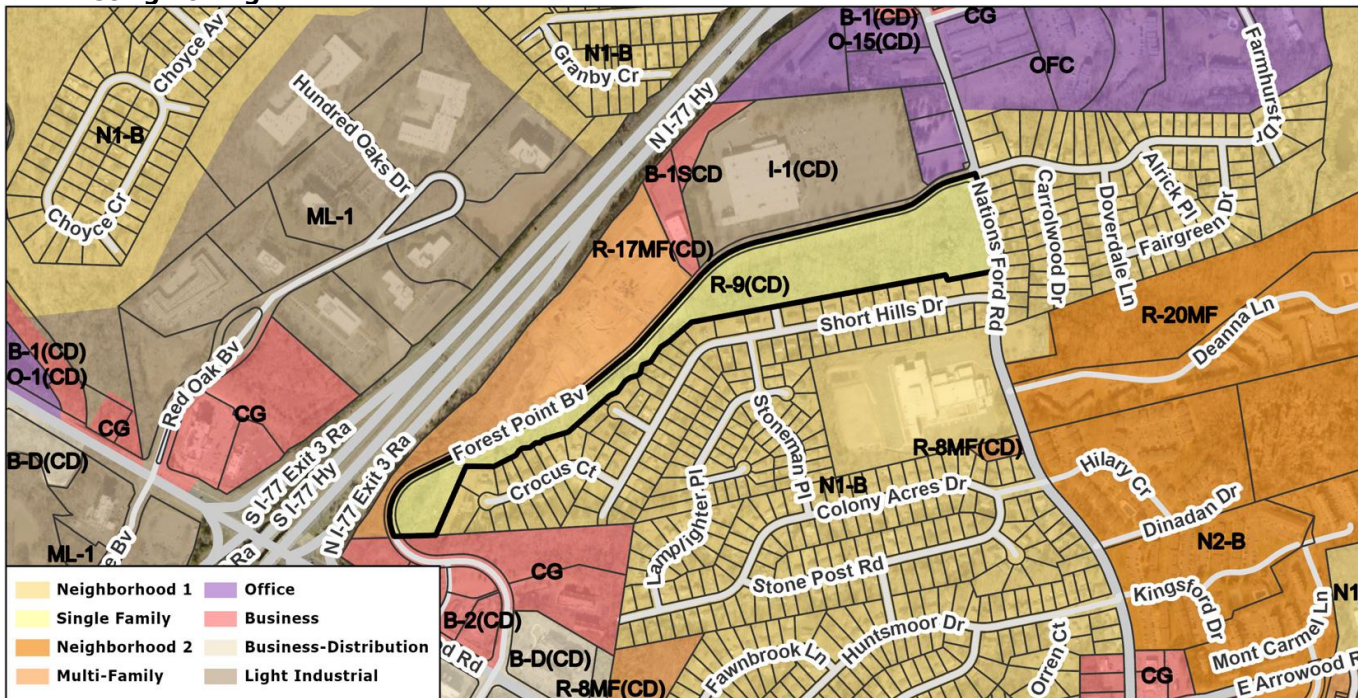 Choyce Av
N1-B
Choyce Cr
Hundred Oaks Dr
ML-1
N1-B
Granby Cr
N I-77 Hy
B-1(CD)
O-15(CD)
CG
OFC
Farmhurst Dr
B-1SCD
I-1(CD)
R-17MF(CD)
R-9(CD)
Nations Ford Rd
Carrolwood Dr
Doverdale Ln
Alrick Pl
Fairgreen Dr
R-20MF
Deanna Ln
Short Hills Dr
B-1(CD)
O-1(CD)
CG
Red Oak Bv
CG
B-D(CD)
ML-1
e Bv
S I-77 Exit 3 Ra
S I-77 Hy
N I-77 Exit 3 Ra
Ra
Forest Point Bv
Crocus Ct
Stoneman Pl
Lamplighter Pl
N1-B
Colony Acres Dr
R-8MF(CD)
Hilary Cr
Dinadan Dr
N2-B
Stone Post Rd
Kingsford Dr
N1
Mont Carmel Ln
E Arrowood R
CG
B-2(CD)
B-D(CD)
R-8MF(CD)
Fawnbrook Ln
Huntsmoor Dr
Orren Ct
CG
Neighborhood 1
Single Family
Neighborhood 2
Multi-Family
Office
Business
Business-Distribution
Light Industrial